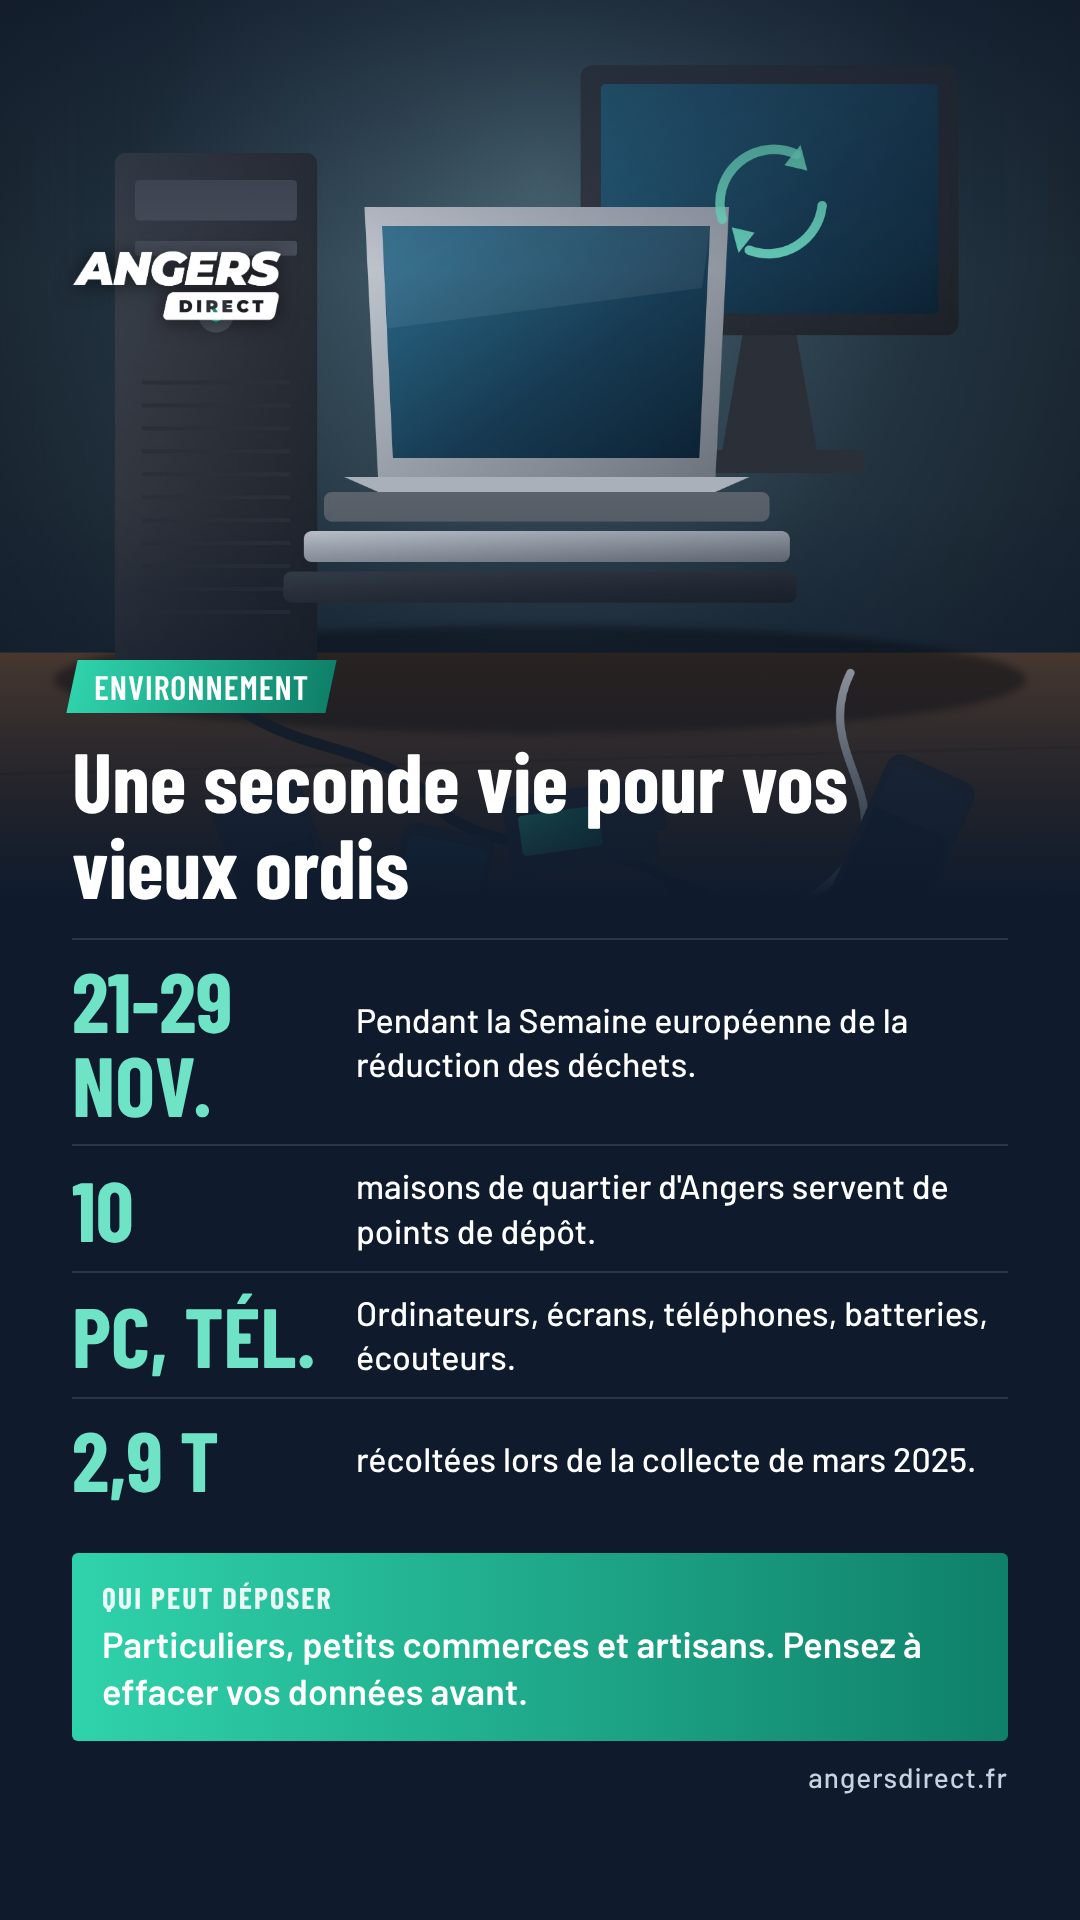 ANGERS
DIRECT
ENVIRONNEMENT
Une seconde vie pour vos
vieux ordis
21-29
NOV.
Pendant la Semaine européenne de la
réduction des déchets.
10
maisons de quartier d'Angers servent de
points de dépôt.
PC, TÉL.
Ordinateurs, écrans, téléphones, batteries,
écouteurs.
2,9 T
récoltées lors de la collecte de mars 2025.
QUI PEUT DÉPOSER
Particuliers, petits commerces et artisans. Pensez à
effacer vos données avant.
angersdirect.fr